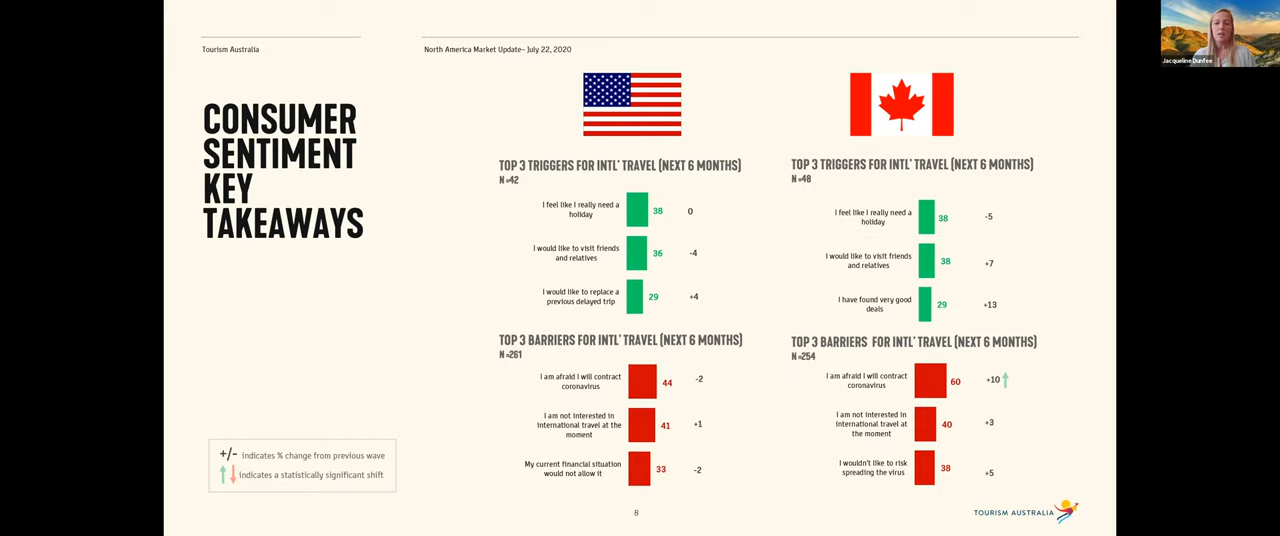 Tourism Australia
North America Market Update- July 22, 2020
Jacqueline Dunfee
CONSUMER
SENTIMENT
KEY
TAKEAWAYS
TOP 3 TRIGGERS FOR INTL' TRAVEL (NEXT 6 MONTHS)
N =42
I feel like I really need a
holiday
38
0
I would like to visit friends
and relatives
36
-4
I would like to replace a
previous delayed trip
29
+4
TOP 3 BARRIERS FOR INTL' TRAVEL (NEXT 6 MONTHS)
N =261
I am afraid I will contract
coronavirus
44
-2
I am not interested in
international travel at the
moment
41
+1
My current financial situation
would not allow it
33
-2
TOP 3 TRIGGERS FOR INTL' TRAVEL (NEXT 6 MONTHS)
N =48
I feel like I really need a
holiday
38
-5
I would like to visit friends
and relatives
38
+7
I have found very good
deals
29
+13
TOP 3 BARRIERS FOR INTL' TRAVEL (NEXT 6 MONTHS)
N =254
I am afraid I will contract
coronavirus
60
+10
I am not interested in
international travel at
the moment
40
+3
I wouldn't like to risk
spreading the virus
38
+5
+/- indicates % change from previous wave
indicates a statistically significant shift
8
TOURISM AUSTRALIA